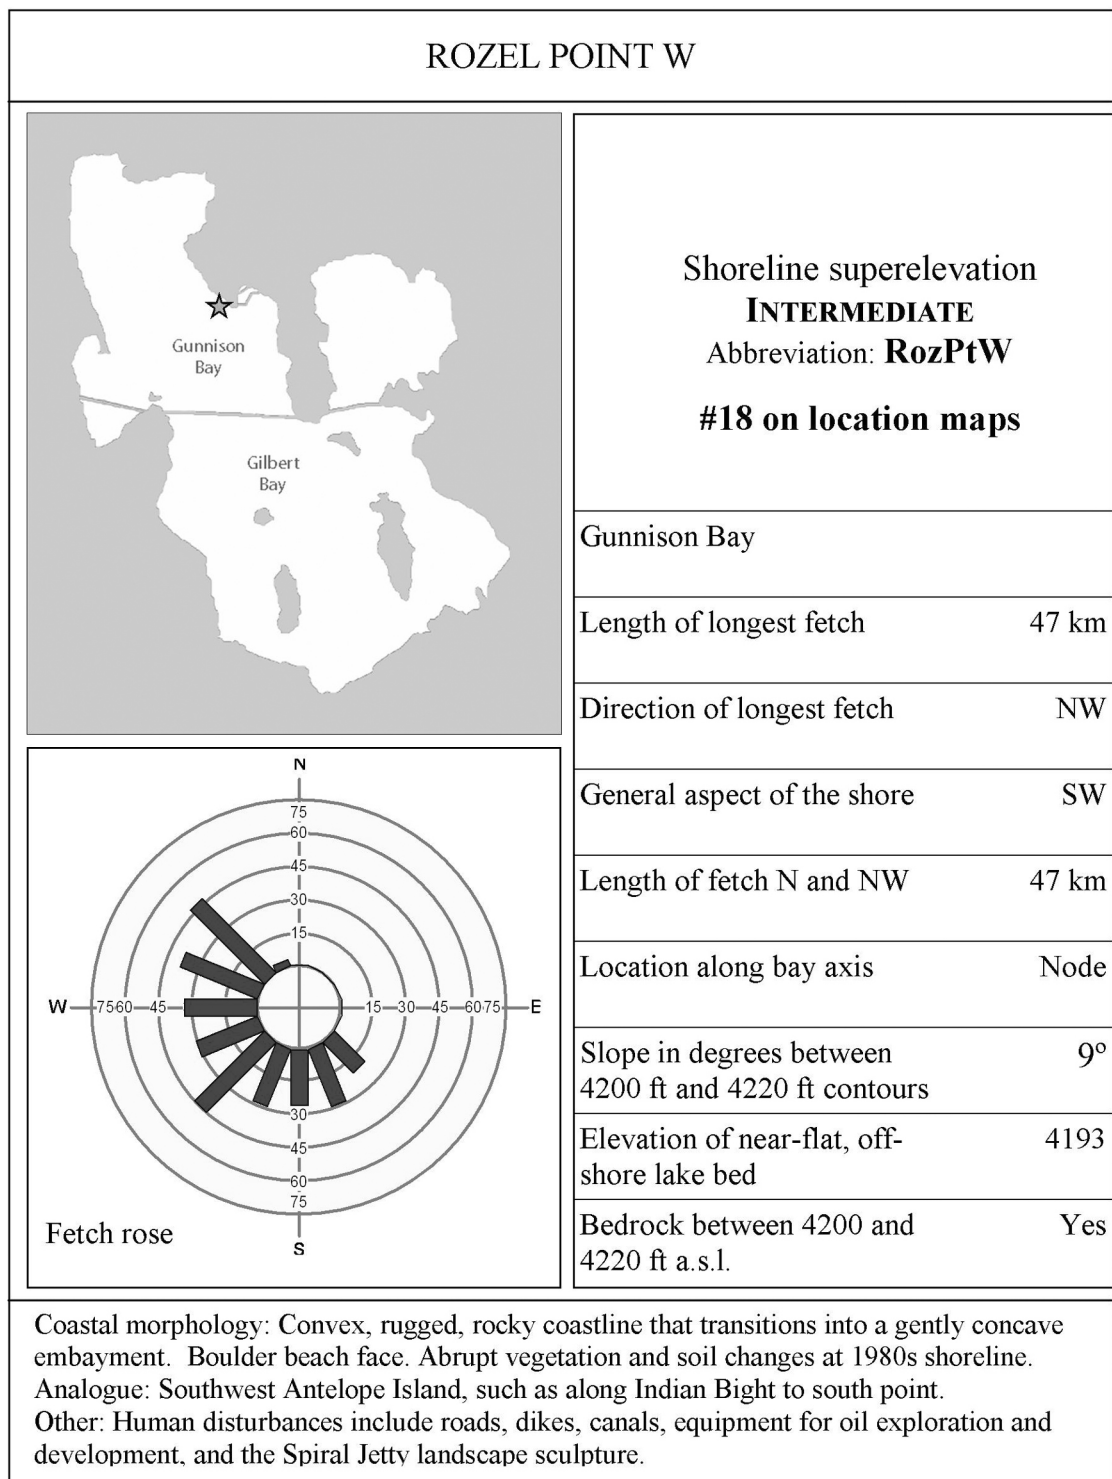 ROZEL POINT W
Gunnison
Bay
Gilbert
Bay
Shoreline superelevation
INTERMEDIATE
Abbreviation: RozPtW
#18 on location maps
Gunnison Bay
Length of longest fetch 47 km
Direction of longest fetch NW
General aspect of the shore SW
Length of fetch N and NW 47 km
Location along bay axis Node
Slope in degrees between 9º
4200 ft and 4220 ft contours
Elevation of near-flat, off- 4193
shore lake bed
Bedrock between 4200 and Yes
4220 ft a.s.l.
N
75
60
45
30
15
W 75 60 45 15 30 45 60 75 E
30
45
60
75
S
Fetch rose
Coastal morphology: Convex, rugged, rocky coastline that transitions into a gently concave
embayment. Boulder beach face. Abrupt vegetation and soil changes at 1980s shoreline.
Analogue: Southwest Antelope Island, such as along Indian Bight to south point.
Other: Human disturbances include roads, dikes, canals, equipment for oil exploration and
development, and the Spiral Jetty landscape sculpture.